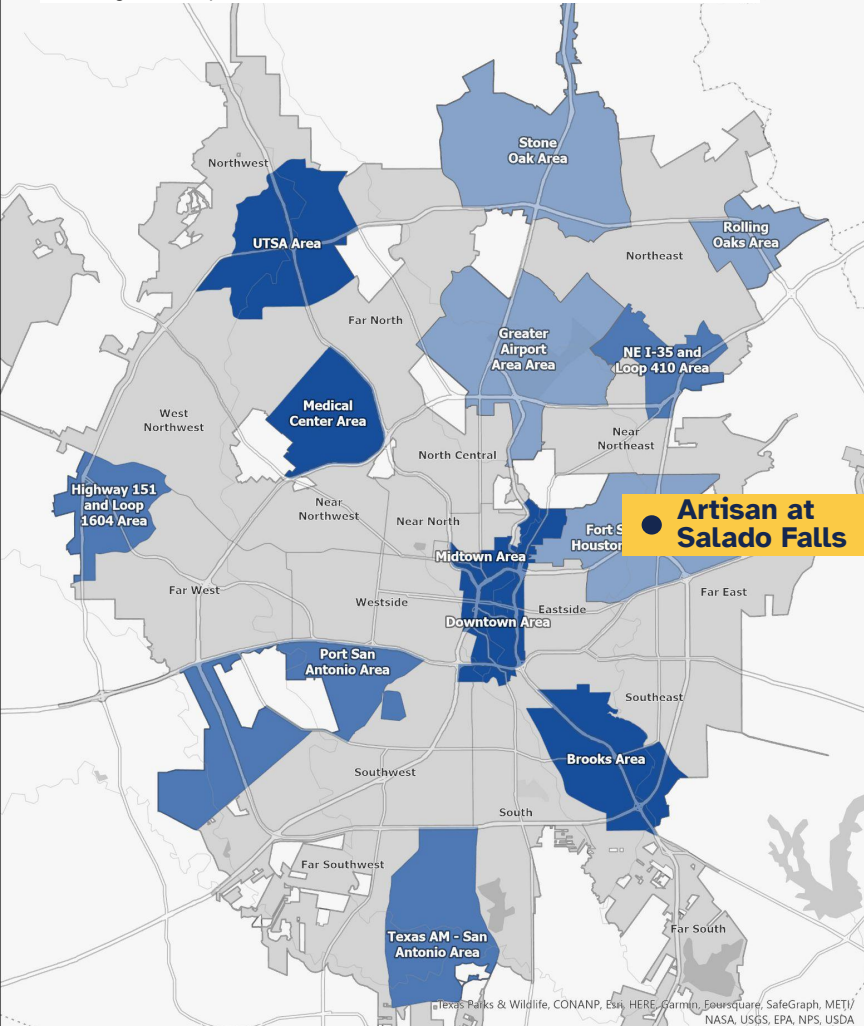 Stone
Oak Area
Northwest
UTSA Area
Rolling
Oaks Area
Northeast
Far North
Greater
Airport
Area Area
NE I-35 and
Loop 410 Area
Medical
Center Area
West
Northwest
Near
Northeast
North Central
Highway 151
and Loop
1604 Area
Near
Northwest
Near North
Fort S
Houston
Artisan at
Salado Falls
Midtown Area
Far West
Westside
Eastside
Far East
Downtown Area
Port San
Antonio Area
Southeast
Brooks Area
Southwest
South
Far Southwest
Texas AM - San
Antonio Area
Far South
Texas Parks & Wildlife, CONANP, Esri, HERE, Garmin, Foursquare, SafeGraph, METI/
NASA, USGS, EPA, NPS, USDA